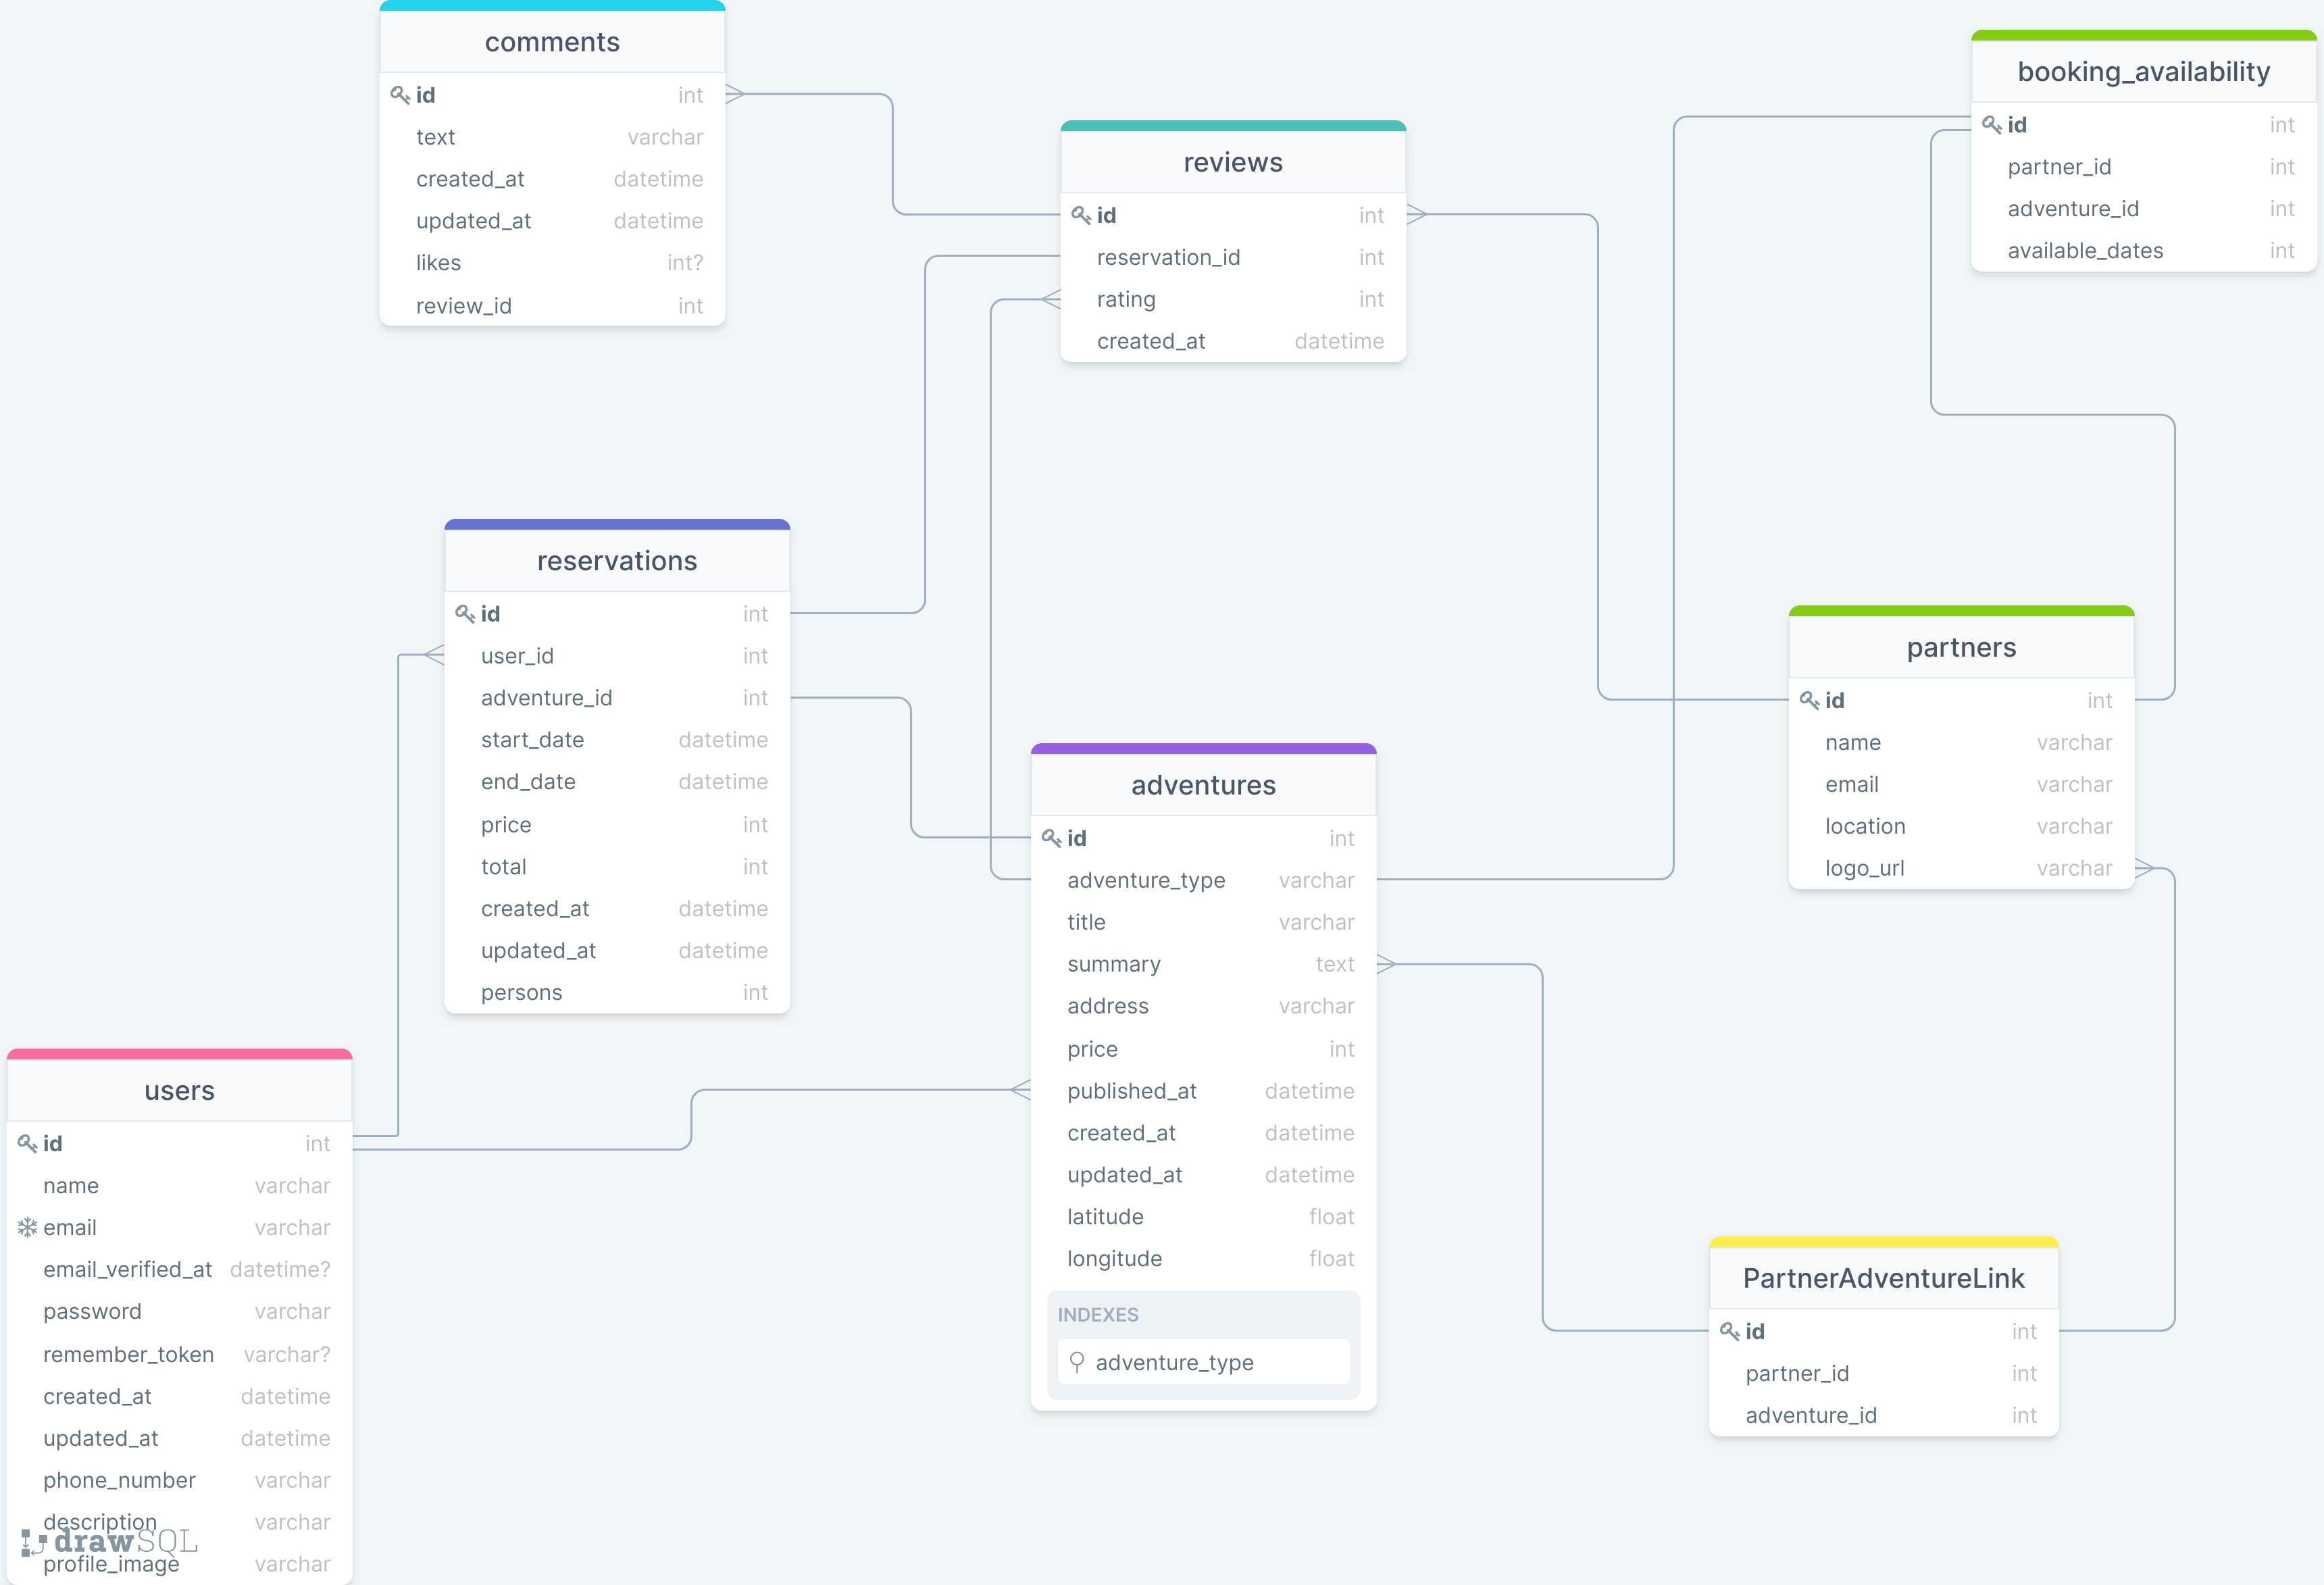 comments
id int
text varchar
created_at datetime
updated_at datetime
likes int?
review_id int
reviews
id int
reservation_id int
rating int
created_at datetime
booking_availability
id int
partner_id int
adventure_id int
available_dates int
reservations
id int
user_id int
adventure_id int
start_date datetime
end_date datetime
price int
total int
created_at datetime
updated_at datetime
persons int
partners
id int
name varchar
email varchar
location varchar
logo_url varchar
adventures
id int
adventure_type varchar
title varchar
summary text
address varchar
price int
published_at datetime
created_at datetime
updated_at datetime
latitude float
longitude float
INDEXES
adventure_type
users
id int
name varchar
email varchar
email_verified_at datetime?
password varchar
remember_token varchar?
created_at datetime
updated_at datetime
phone_number varchar
description varchar
drawSQL
profile_image varchar
PartnerAdventureLink
id int
partner_id int
adventure_id int